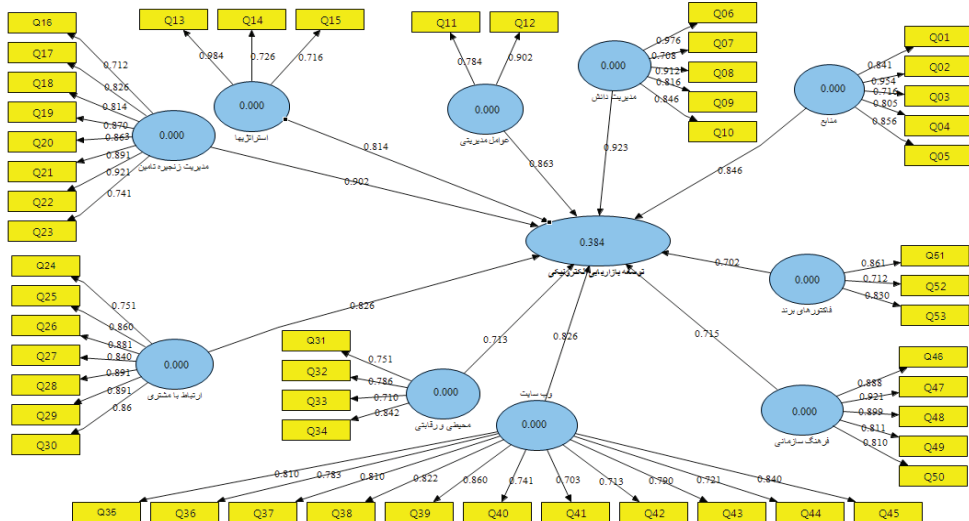 Q16
Q17
Q18
Q19
Q20
Q21
Q22
Q23
0.712
0.826
0.814
0.870
0.863
0.891
0.921
0.741
0.000
مدیریت زنجیره تامین
0.902
Q13
Q14
Q15
0.984
0.726
0.716
0.000
استراتژیها
0.814
Q11
Q12
0.784
0.902
0.000
عوامل مدیریتی
0.863
Q06
Q07
Q08
Q09
Q10
0.976
0.708
0.912
0.816
0.846
0.000
مدیریت دانش
0.923
Q01
Q02
Q03
Q04
Q05
0.841
0.954
0.716
0.805
0.856
0.000
منابع
0.846
0.384
توسعه بازاریابی الکترونیکی
Q24
Q25
Q26
Q27
Q28
Q29
Q30
0.751
0.860
0.881
0.840
0.891
0.891
0.86
0.000
ارتباط با مشتری
0.826
Q31
Q32
Q33
Q34
0.751
0.786
0.710
0.842
0.000
محیطی و رقابتی
0.713
وب سایت
0.000
0.826
0.810
0.783
0.810
0.822
0.860
0.741
0.703
0.713
0.790
0.721
0.840
Q35
Q36
Q37
Q38
Q39
Q40
Q41
Q42
Q43
Q44
Q45
Q51
Q52
Q53
0.861
0.712
0.830
0.000
فاکتورهای برند
0.702
Q46
Q47
Q48
Q49
Q50
0.888
0.921
0.899
0.811
0.810
0.000
فرهنگ سازمانی
0.715